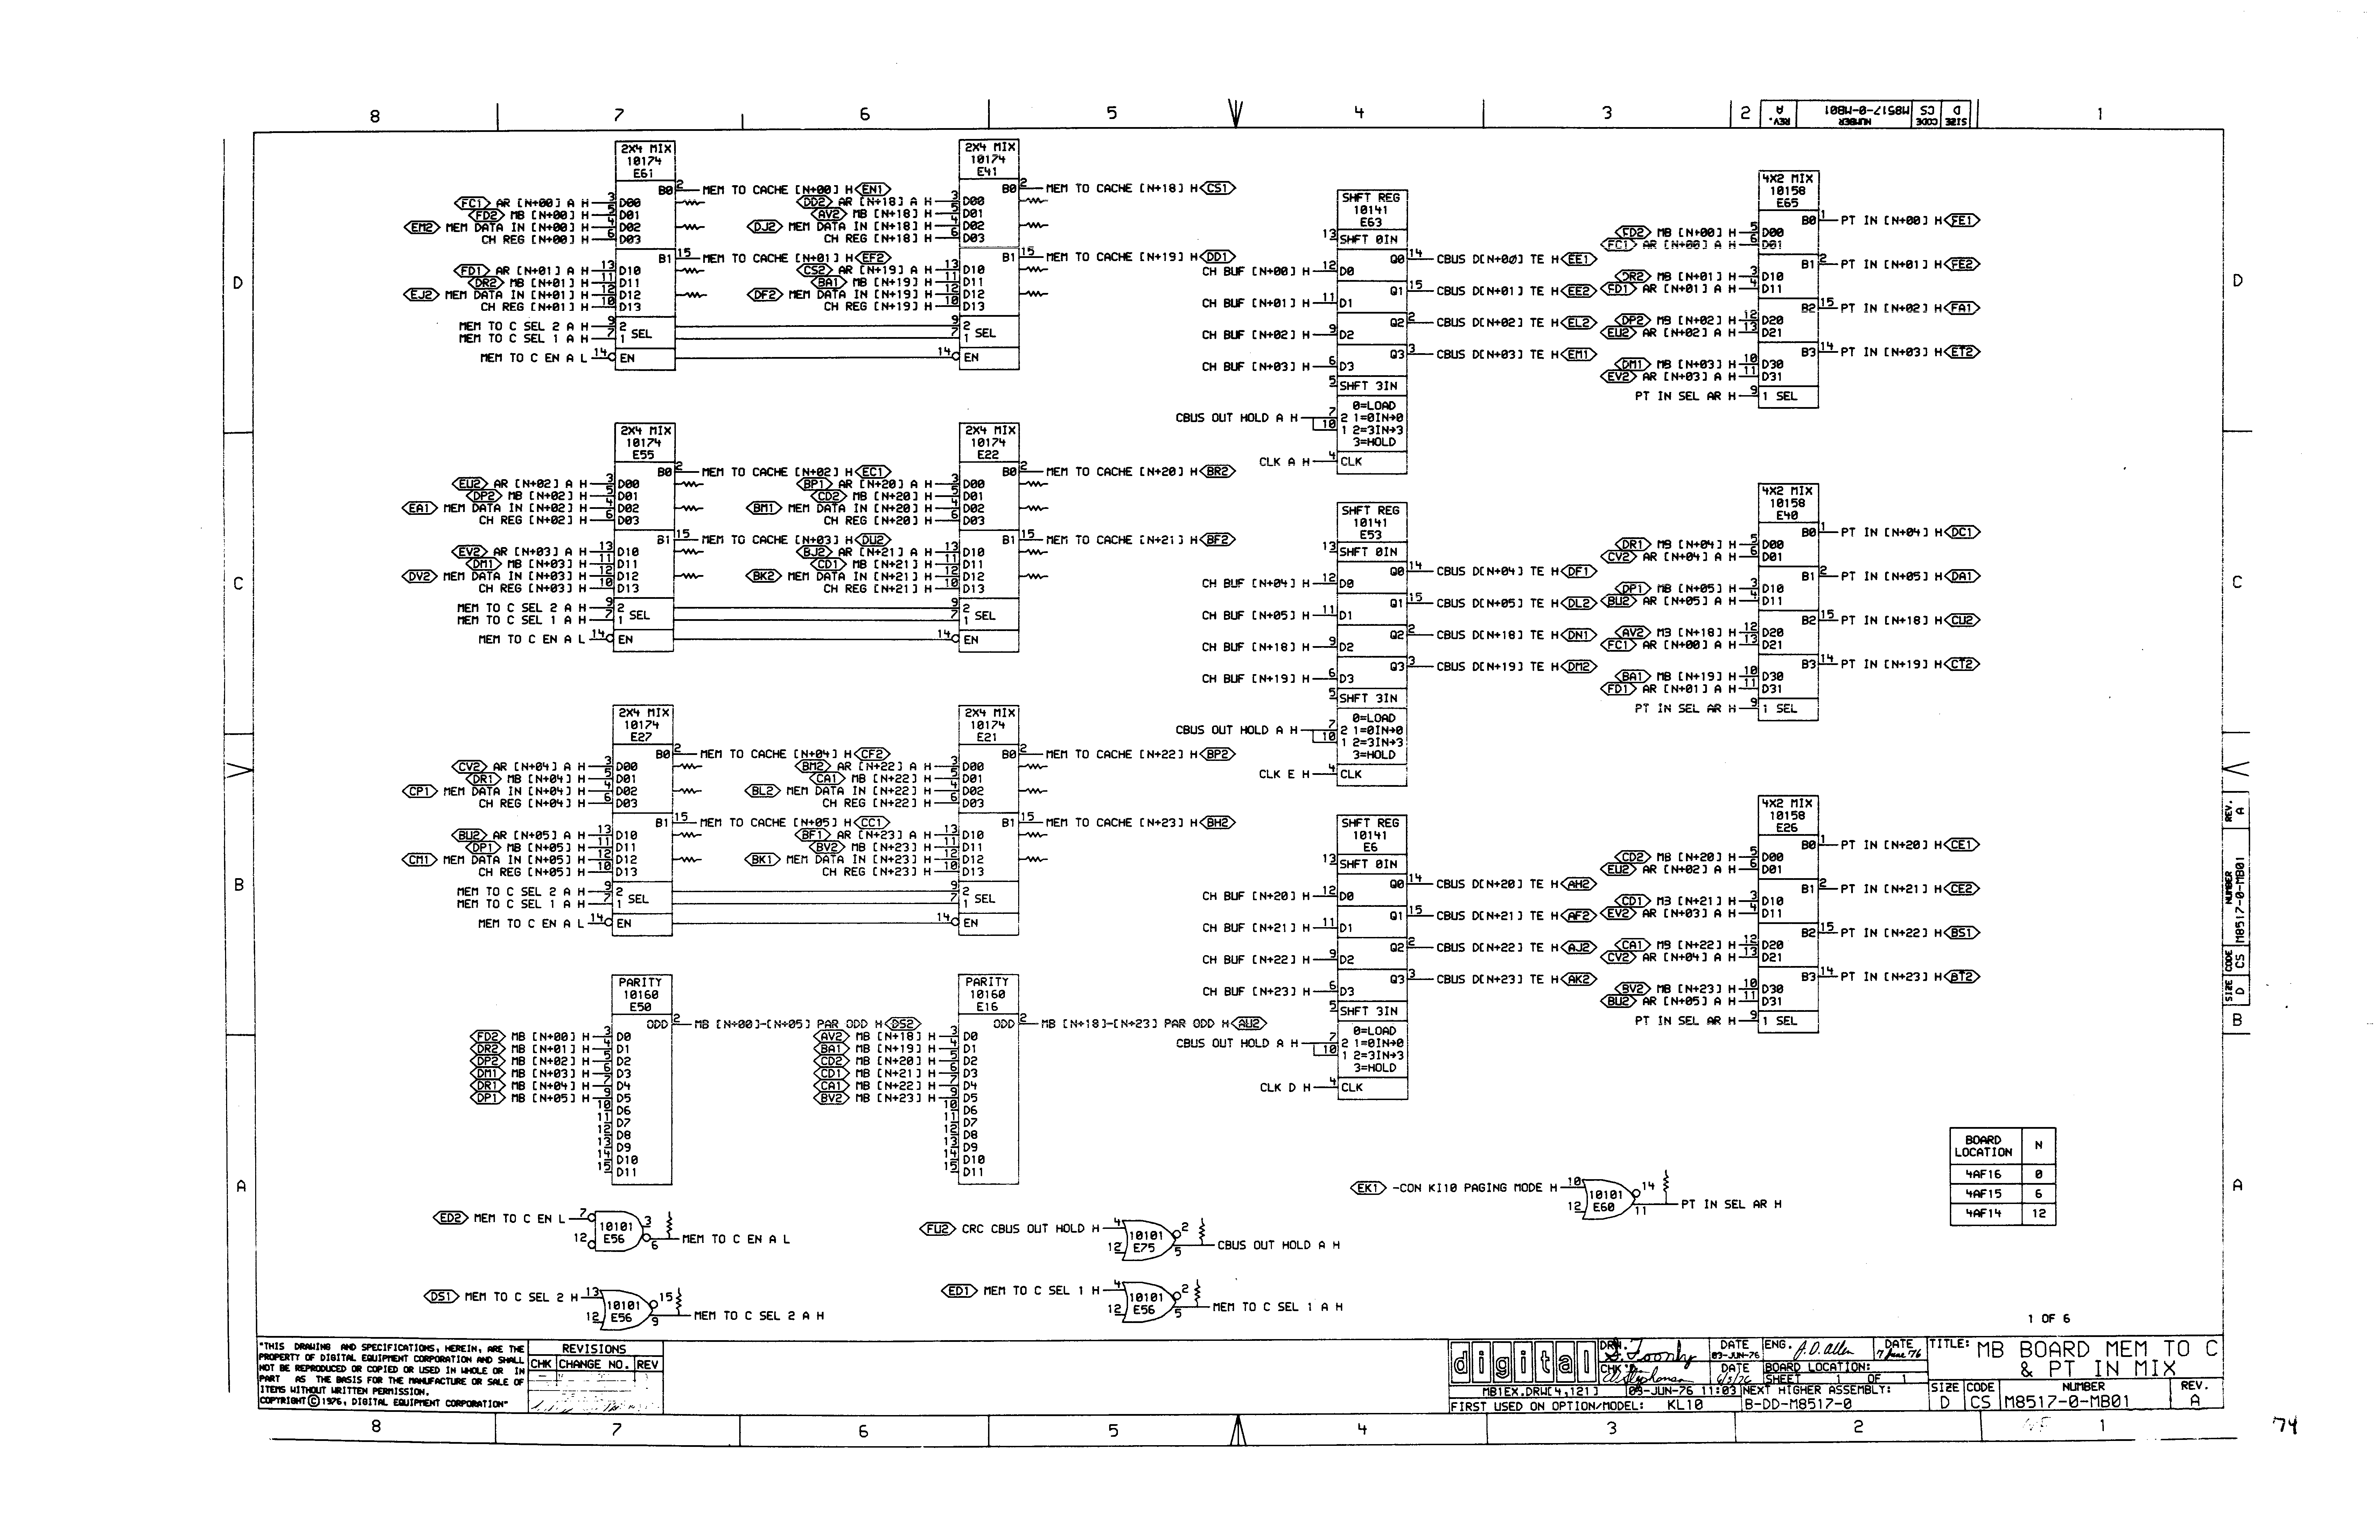 8 7 6 5 4 3 2 1
REV. A NUMBER M8517-0-MB01 CODE CS SIZE D
D
C
B
A
2X4 MIX
10174
E61
B0 2 MEM TO CACHE [N+00] H EN1
FC1 AR [N+00] A H 3 D00
FD2 MB [N+00] H 5 D01
EM2 MEM DATA IN [N+00] H 4 D02
CH REG [N+00] H 6 D03
B1 15 MEM TO CACHE [N+01] H EF2
FD1 AR [N+01] A H 13 D10
DR2 MB [N+01] H 11 D11
EJ2 MEM DATA IN [N+01] H 12 D12
CH REG [N+01] H 10 D13
MEM TO C SEL 2 A H 9 2
MEM TO C SEL 1 A H 7 1 SEL
MEM TO C EN A L 14 EN
2X4 MIX
10174
E41
B0 2 MEM TO CACHE [N+18] H CS1
DD2 AR [N+18] A H 3 D00
AV2 MB [N+18] H 5 D01
DJ2 MEM DATA IN [N+18] H 4 D02
CH REG [N+18] H 6 D03
B1 15 MEM TO CACHE [N+19] H DD1
CS2 AR [N+19] A H 13 D10
BA1 MB [N+19] H 11 D11
DF2 MEM DATA IN [N+19] H 12 D12
CH REG [N+19] H 10 D13
9 2
7 1 SEL
14 EN
2X4 MIX
10174
E55
B0 2 MEM TO CACHE [N+02] H EC1
EU2 AR [N+02] A H 3 D00
DP2 MB [N+02] H 5 D01
EA1 MEM DATA IN [N+02] H 4 D02
CH REG [N+02] H 6 D03
B1 15 MEM TO CACHE [N+03] H DU2
EV2 AR [N+03] A H 13 D10
DM1 MB [N+03] H 11 D11
DV2 MEM DATA IN [N+03] H 12 D12
CH REG [N+03] H 10 D13
MEM TO C SEL 2 A H 9 2
MEM TO C SEL 1 A H 7 1 SEL
MEM TO C EN A L 14 EN
2X4 MIX
10174
E22
B0 2 MEM TO CACHE [N+20] H BR2
BP1 AR [N+20] A H 3 D00
CD2 MB [N+20] H 5 D01
BM1 MEM DATA IN [N+20] H 4 D02
CH REG [N+20] H 6 D03
B1 15 MEM TO CACHE [N+21] H BF2
BJ2 AR [N+21] A H 13 D10
CD1 MB [N+21] H 11 D11
BK2 MEM DATA IN [N+21] H 12 D12
CH REG [N+21] H 10 D13
9 2
7 1 SEL
14 EN
2X4 MIX
10174
E27
B0 2 MEM TO CACHE [N+04] H CF2
CV2 AR [N+04] A H 3 D00
DR1 MB [N+04] H 5 D01
CP1 MEM DATA IN [N+04] H 4 D02
CH REG [N+04] H 6 D03
B1 15 MEM TO CACHE [N+05] H CC1
BU2 AR [N+05] A H 13 D10
DP1 MB [N+05] H 11 D11
CM1 MEM DATA IN [N+05] H 12 D12
CH REG [N+05] H 10 D13
MEM TO C SEL 2 A H 9 2
MEM TO C SEL 1 A H 7 1 SEL
MEM TO C EN A L 14 EN
2X4 MIX
10174
E21
B0 2 MEM TO CACHE [N+22] H BP2
BM2 AR [N+22] A H 3 D00
CA1 MB [N+22] H 5 D01
BL2 MEM DATA IN [N+22] H 4 D02
CH REG [N+22] H 6 D03
B1 15 MEM TO CACHE [N+23] H BH2
BF1 AR [N+23] A H 13 D10
BV2 MB [N+23] H 11 D11
BK1 MEM DATA IN [N+23] H 12 D12
CH REG [N+23] H 10 D13
9 2
7 1 SEL
14 EN
PARITY
10160
E50
ODD 2 MB [N+00]-[N+05] PAR ODD H DS2
FD2 MB [N+00] H 3 D0
DR2 MB [N+01] H 4 D1
DP2 MB [N+02] H 5 D2
DM1 MB [N+03] H 6 D3
DR1 MB [N+04] H 7 D4
DP1 MB [N+05] H 9 D5
10 D6
11 D7
12 D8
13 D9
14 D10
15 D11
PARITY
10160
E16
ODD 2 MB [N+18]-[N+23] PAR ODD H AU2
AV2 MB [N+18] H 3 D0
BA1 MB [N+19] H 4 D1
CD2 MB [N+20] H 5 D2
CD1 MB [N+21] H 6 D3
CA1 MB [N+22] H 7 D4
BV2 MB [N+23] H 9 D5
10 D6
11 D7
12 D8
13 D9
14 D10
15 D11
SHFT REG
10141
E63
13 SHFT 0IN
Q0 14 CBUS D[N+00] TE H EE1
CH BUF [N+00] H 12 D0
Q1 15 CBUS D[N+01] TE H EE2
CH BUF [N+01] H 11 D1
Q2 2 CBUS D[N+02] TE H EL2
CH BUF [N+02] H 9 D2
Q3 3 CBUS D[N+03] TE H EM1
CH BUF [N+03] H 6 D3
5 SHFT 3IN
0=LOAD
CBUS OUT HOLD A H 7 2 1=0IN→0
10 1 2=3IN→3
3=HOLD
CLK A H 4 CLK
SHFT REG
10141
E53
13 SHFT 0IN
Q0 14 CBUS D[N+04] TE H DF1
CH BUF [N+04] H 12 D0
Q1 15 CBUS D[N+05] TE H DL2
CH BUF [N+05] H 11 D1
Q2 2 CBUS D[N+18] TE H DN1
CH BUF [N+18] H 9 D2
Q3 3 CBUS D[N+19] TE H DM2
CH BUF [N+19] H 6 D3
5 SHFT 3IN
0=LOAD
CBUS OUT HOLD A H 7 2 1=0IN→0
10 1 2=3IN→3
3=HOLD
CLK E H 4 CLK
SHFT REG
10141
E6
13 SHFT 0IN
Q0 14 CBUS D[N+20] TE H AH2
CH BUF [N+20] H 12 D0
Q1 15 CBUS D[N+21] TE H AF2
CH BUF [N+21] H 11 D1
Q2 2 CBUS D[N+22] TE H AJ2
CH BUF [N+22] H 9 D2
Q3 3 CBUS D[N+23] TE H AK2
CH BUF [N+23] H 6 D3
5 SHFT 3IN
0=LOAD
CBUS OUT HOLD A H 7 2 1=0IN→0
10 1 2=3IN→3
3=HOLD
CLK D H 4 CLK
4X2 MIX
10158
E65
B0 1 PT IN [N+00] H FE1
FD2 MB [N+00] H 5 D00
FC1 AR [N+00] A H 6 D01
B1 2 PT IN [N+01] H FE2
DR2 MB [N+01] H 3 D10
FD1 AR [N+01] A H 4 D11
B2 15 PT IN [N+02] H FA1
DP2 MB [N+02] H 12 D20
EU2 AR [N+02] A H 13 D21
B3 14 PT IN [N+03] H ET2
DM1 MB [N+03] H 10 D30
EV2 AR [N+03] A H 11 D31
PT IN SEL AR H 9 1 SEL
4X2 MIX
10158
E40
B0 1 PT IN [N+04] H DC1
DR1 MB [N+04] H 5 D00
CV2 AR [N+04] A H 6 D01
B1 2 PT IN [N+05] H DA1
DP1 MB [N+05] H 3 D10
BU2 AR [N+05] A H 4 D11
B2 15 PT IN [N+18] H CU2
AV2 MB [N+18] H 12 D20
FC1 AR [N+00] A H 13 D21
B3 14 PT IN [N+19] H CT2
BA1 MB [N+19] H 10 D30
FD1 AR [N+01] A H 11 D31
PT IN SEL AR H 9 1 SEL
4X2 MIX
10158
E26
B0 1 PT IN [N+20] H CE1
CD2 MB [N+20] H 5 D00
EU2 AR [N+02] A H 6 D01
B1 2 PT IN [N+21] H CE2
CD1 MB [N+21] H 3 D10
EV2 AR [N+03] A H 4 D11
B2 15 PT IN [N+22] H BS1
CA1 MB [N+22] H 12 D20
CV2 AR [N+04] A H 13 D21
B3 14 PT IN [N+23] H BT2
BV2 MB [N+23] H 10 D30
BU2 AR [N+05] A H 11 D31
PT IN SEL AR H 9 1 SEL
ED2 MEM TO C EN L 7 12 10101 E56 3 6 MEM TO C EN A L
DS1 MEM TO C SEL 2 H 13 12 10101 E56 15 9 MEM TO C SEL 2 A H
FU2 CRC CBUS OUT HOLD H 4 12 10101 E75 2 5 CBUS OUT HOLD A H
ED1 MEM TO C SEL 1 H 4 12 10101 E56 2 5 MEM TO C SEL 1 A H
EK1 -CON KI10 PAGING MODE H 10 12 10101 E60 14 11 PT IN SEL AR H
BOARD LOCATION N
4AF16 0
4AF15 6
4AF14 12
D
C
SIZE D CODE CS NUMBER M8517-0-MB01 REV. A
B
A
1 OF 6
"THIS DRAWING AND SPECIFICATIONS, HEREIN, ARE THE
PROPERTY OF DIGITAL EQUIPMENT CORPORATION AND SHALL
NOT BE REPRODUCED OR COPIED OR USED IN WHOLE OR IN
PART AS THE BASIS FOR THE MANUFACTURE OR SALE OF
ITEMS WITHOUT WRITTEN PERMISSION.
COPYRIGHT © 1976, DIGITAL EQUIPMENT CORPORATION"
REVISIONS
CHK CHANGE NO. REV
digital
DRN. DATE 03-JUN-76
CHK'D DATE
ENG. J.O. Allen DATE 7 June 76
BOARD LOCATION:
SHEET 1 OF 1
MB1EX.DRW[4,121] 03-JUN-76 11:03 NEXT HIGHER ASSEMBLY:
FIRST USED ON OPTION/MODEL: KL10 B-DD-M8517-0
TITLE: MB BOARD MEM TO C
& PT IN MIX
SIZE CODE NUMBER REV.
D CS M8517-0-MB01 A
8 7 6 5 4 3 2 1
74